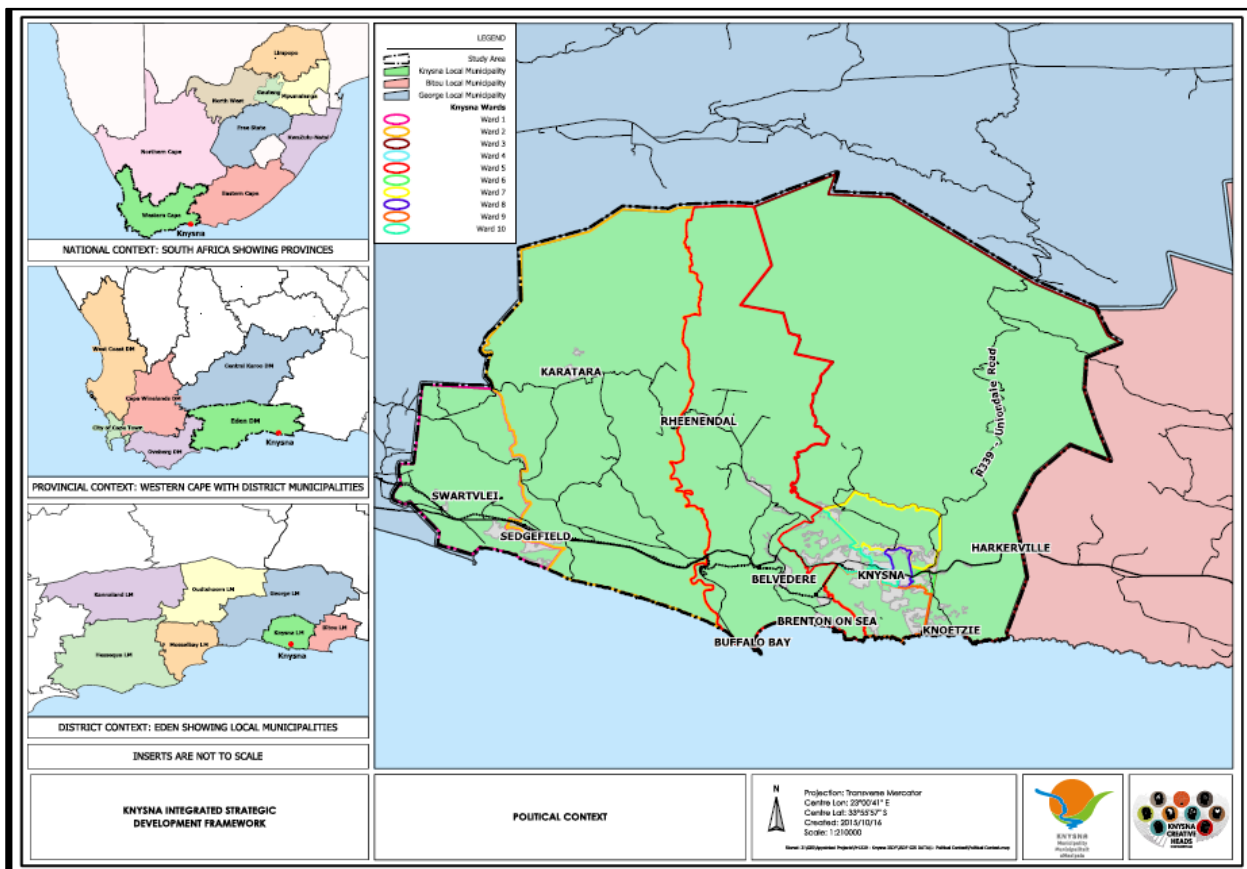 Limpopo
North West
Gauteng
Mpumalanga
Free State
KwaZulu-Natal
Northern Cape
Eastern Cape
Western Cape
Knysna
NATIONAL CONTEXT: SOUTH AFRICA SHOWING PROVINCES
West Coast DM
Central Karoo DM
Cape Winelands DM
City of Cape Town
Eden DM
Overberg DM
Knysna
PROVINCIAL CONTEXT: WESTERN CAPE WITH DISTRICT MUNICIPALITIES
Kannaland LM
Oudtshoorn LM
George LM
Knysna LM
Bitou LM
Hessequa LM
Mosselbay LM
Knysna
DISTRICT CONTEXT: EDEN SHOWING LOCAL MUNICIPALITIES
INSERTS ARE NOT TO SCALE
LEGEND
Study Area
Knysna Local Municipality
Bitou Local Municipality
George Local Municipality
Knysna Wards
Ward 1
Ward 2
Ward 3
Ward 4
Ward 5
Ward 6
Ward 7
Ward 8
Ward 9
Ward 10
KARATARA
RHEENENDAL
R339 - Uniondale Road
SWARTVLEI
SEDGEFIELD
HARKERVILLE
BELVEDERE
KNYSNA
BRENTON ON SEA
KNOETZIE
BUFFALO BAY
KNYSNA INTEGRATED STRATEGIC
DEVELOPMENT FRAMEWORK
POLITICAL CONTEXT
N
Projection: Transverse Mercator
Centre Lon: 23°00'41" E
Centre Lat: 33°55'57" S
Created: 2015/10/16
Scale: 1:210000
KNYSNA
Municipality
Munisipaliteit
uMasipala
KNYSNA
CREATIVE
HEADS